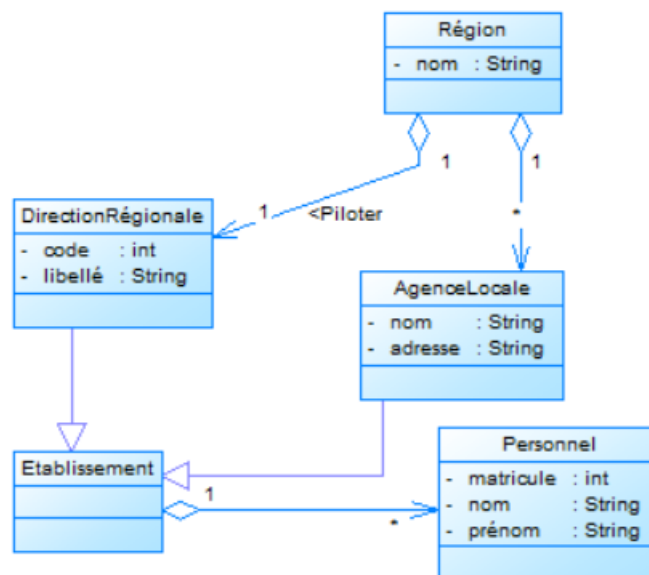 Région
- nom : String
1
1
1
<Piloter
*
DirectionRégionale
- code : int
- libellé : String
AgenceLocale
- nom : String
- adresse : String
Etablissement
1
*
Personnel
- matricule : int
- nom : String
- prénom : String